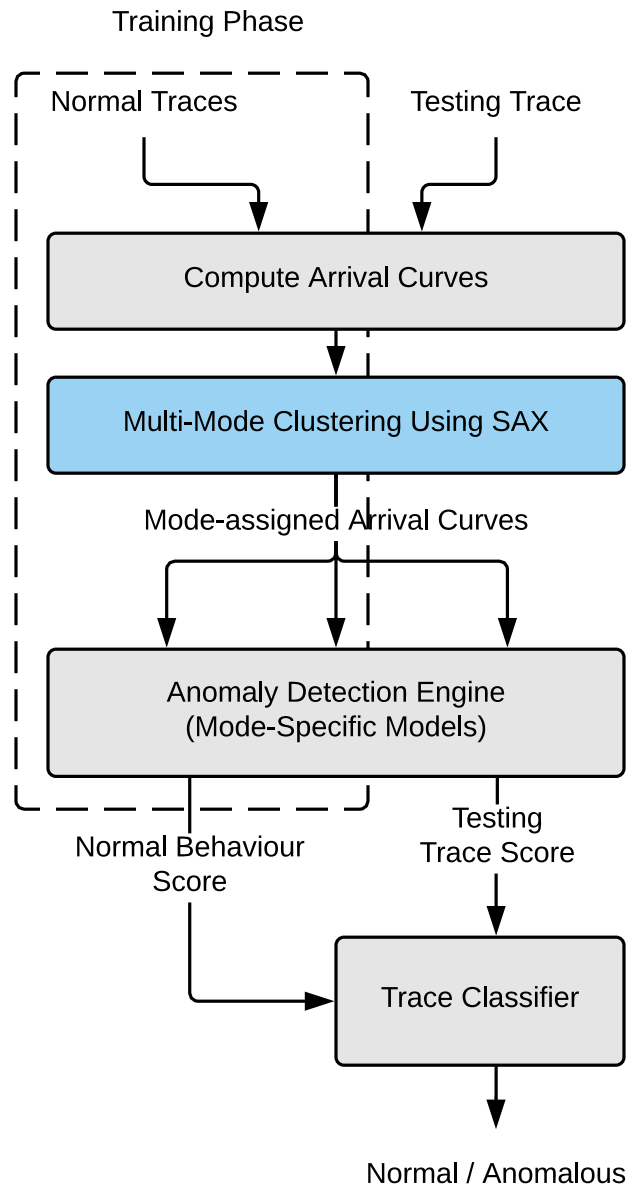 Training Phase
Normal Traces
Testing Trace
Compute Arrival Curves
Multi-Mode Clustering Using SAX
Mode-assigned Arrival Curves
Anomaly Detection Engine
(Mode-Specific Models)
Normal Behaviour
Score
Testing
Trace Score
Trace Classifier
Normal / Anomalous